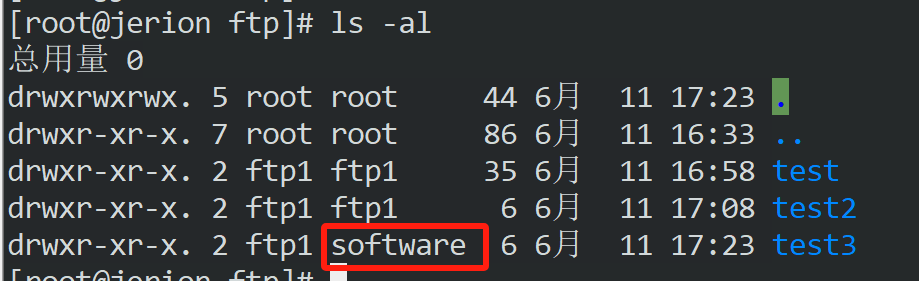 [root@jerion ftp]# ls -al
总用量 0
drwxrwxrwx. 5 root root     44 6月  11 17:23 .
drwxr-xr-x. 7 root root     86 6月  11 16:33 ..
drwxr-xr-x. 2 ftp1 ftp1     35 6月  11 16:58 test
drwxr-xr-x. 2 ftp1 ftp1      6 6月  11 17:08 test2
drwxr-xr-x. 2 ftp1 software  6 6月  11 17:23 test3
[root@jerion ftp]#